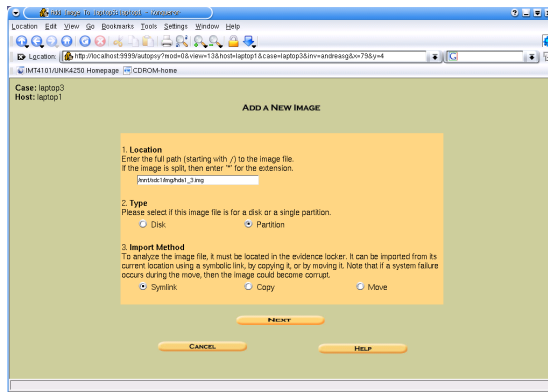 Add Image To laptop3:laptop1 - Konqueror
Location Edit View Go Bookmarks Tools Settings Window Help
Location: http://localhost:9999/autopsy?mod=0&view=13&host=laptop1&case=laptop3&inv=andreasg&x=79&y=4
IMT4101/UNIK4250 Homepage CDROM-home
Case: laptop3
Host: laptop1
ADD A NEW IMAGE
1. Location
Enter the full path (starting with /) to the image file.
If the image is split, then enter '*' for the extension.
/mnt/sdc1/img/hda1_3.img
2. Type
Please select if this image file is for a disk or a single partition.
Disk Partition
3. Import Method
To analyze the image file, it must be located in the evidence locker. It can be imported from its
current location using a symbolic link, by copying it, or by moving it. Note that if a system failure
occurs during the move, then the image could become corrupt.
Symlink Copy Move
NEXT
CANCEL HELP